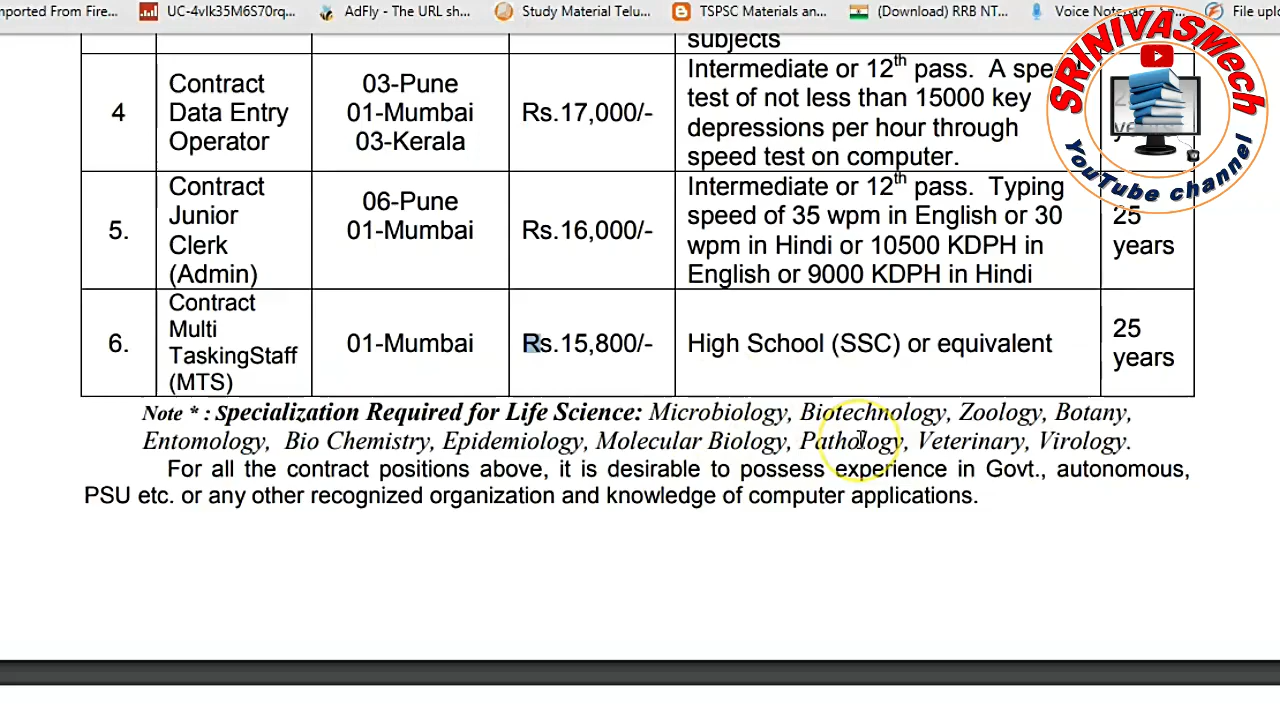 mported From Fire...
UC-4vlk35M6S70rq...
AdFly - The URL sh...
Study Material Telu...
TSPSC Materials an...
(Download) RRB NT...
Voice Note
File uplo
subjects
4
Contract
Data Entry
Operator
03-Pune
01-Mumbai
03-Kerala
Rs.17,000/-
Intermediate or 12th pass. A
test of not less than 15000 key
depressions per hour through
speed test on computer.
5.
Contract
Junior
Clerk
(Admin)
06-Pune
01-Mumbai
Rs.16,000/-
Intermediate or 12th pass. Typing
speed of 35 wpm in English or 30
wpm in Hindi or 10500 KDPH in
English or 9000 KDPH in Hindi
25
years
6.
Contract
Multi
TaskingStaff
(MTS)
01-Mumbai
Rs.15,800/-
High School (SSC) or equivalent
25
years
Note * : Specialization Required for Life Science: Microbiology, Biotechnology, Zoology, Botany,
Entomology, Bio Chemistry, Epidemiology, Molecular Biology, Pathology, Veterinary, Virology.
For all the contract positions above, it is desirable to possess experience in Govt., autonomous,
PSU etc. or any other recognized organization and knowledge of computer applications.
SRINIVASMech
YouTube channel